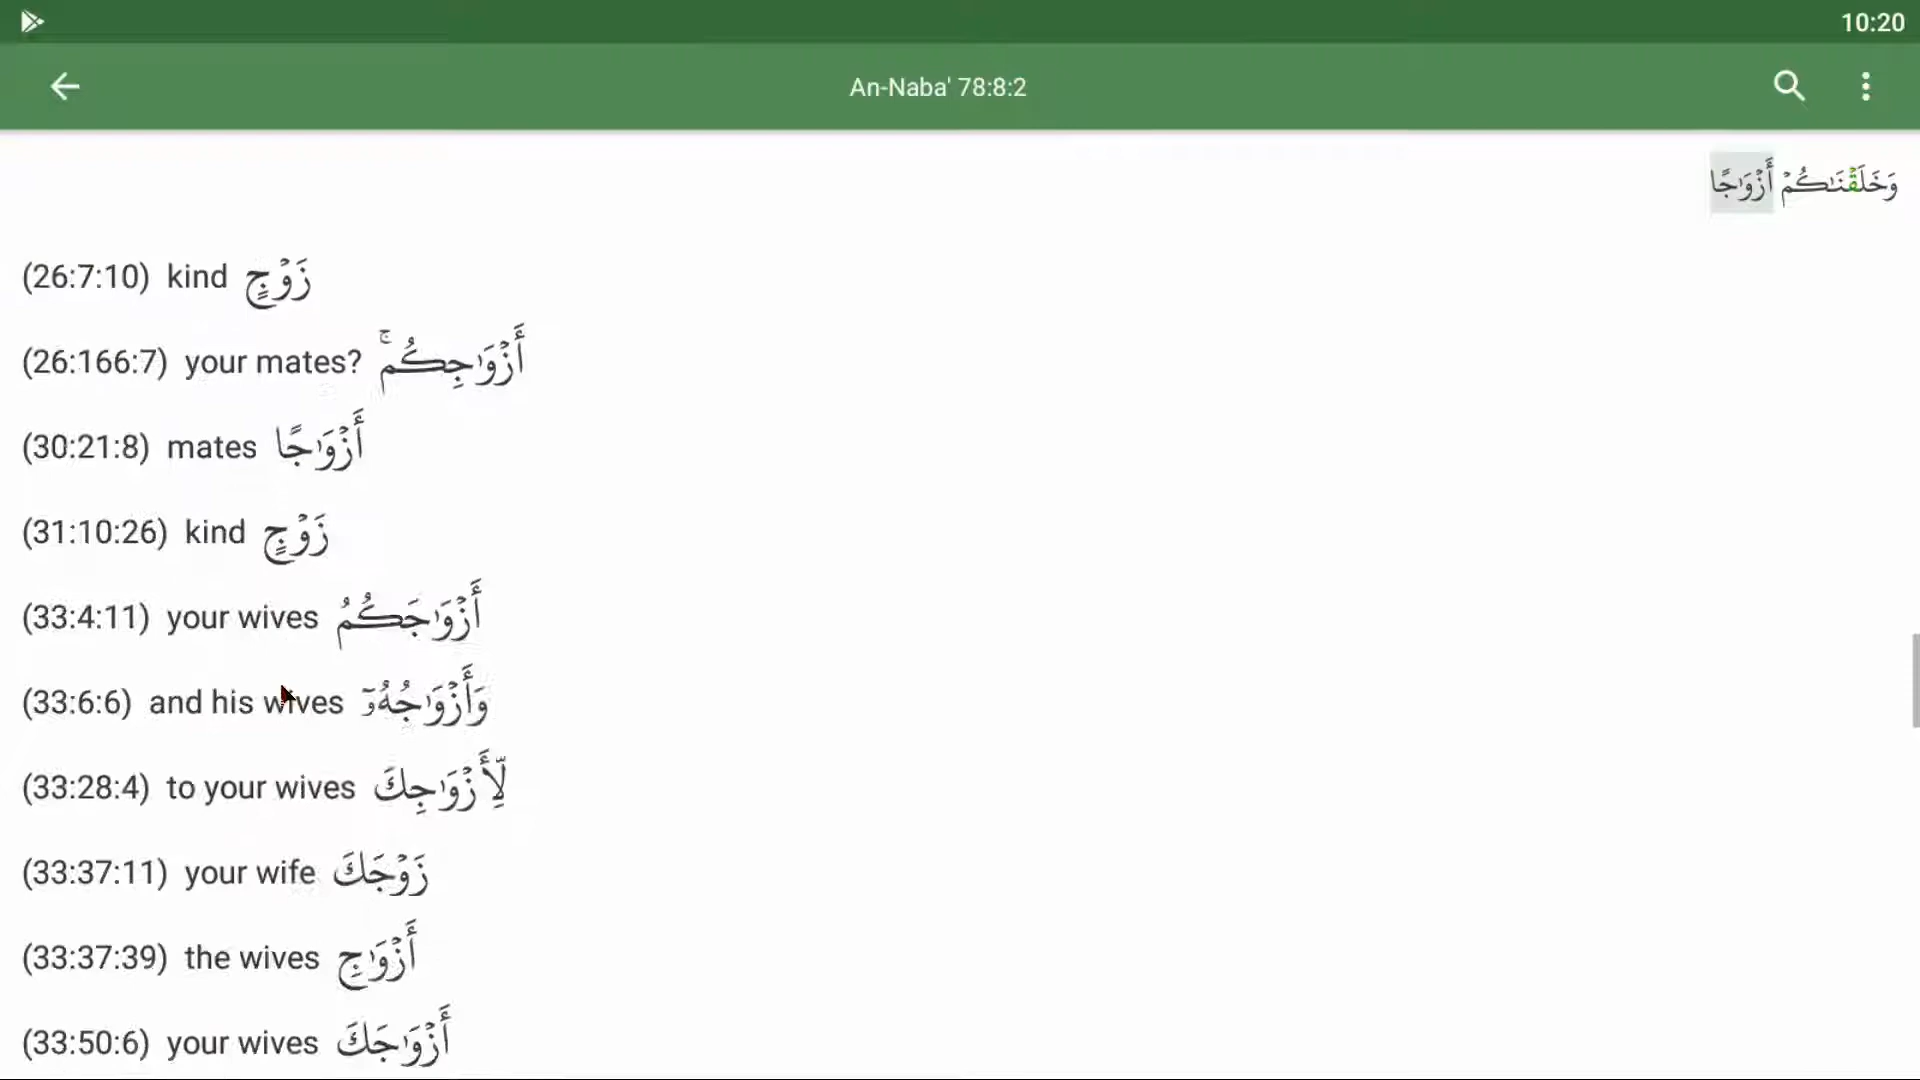 10:20
An-Naba' 78:8:2
وَخَلَقْنَٰكُمْ أَزْوَٰجًا
(26:7:10) kind زَوْجٍ
(26:166:7) your mates? أَزْوَٰجِكُم ۚ
(30:21:8) mates أَزْوَٰجًا
(31:10:26) kind زَوْجٍ
(33:4:11) your wives أَزْوَٰجَكُمُ
(33:6:6) and his wives وَأَزْوَٰجُهُۥٓ
(33:28:4) to your wives لِّأَزْوَٰجِكَ
(33:37:11) your wife زَوْجَكَ
(33:37:39) the wives أَزْوَٰجِ
(33:50:6) your wives أَزْوَٰجَكَ